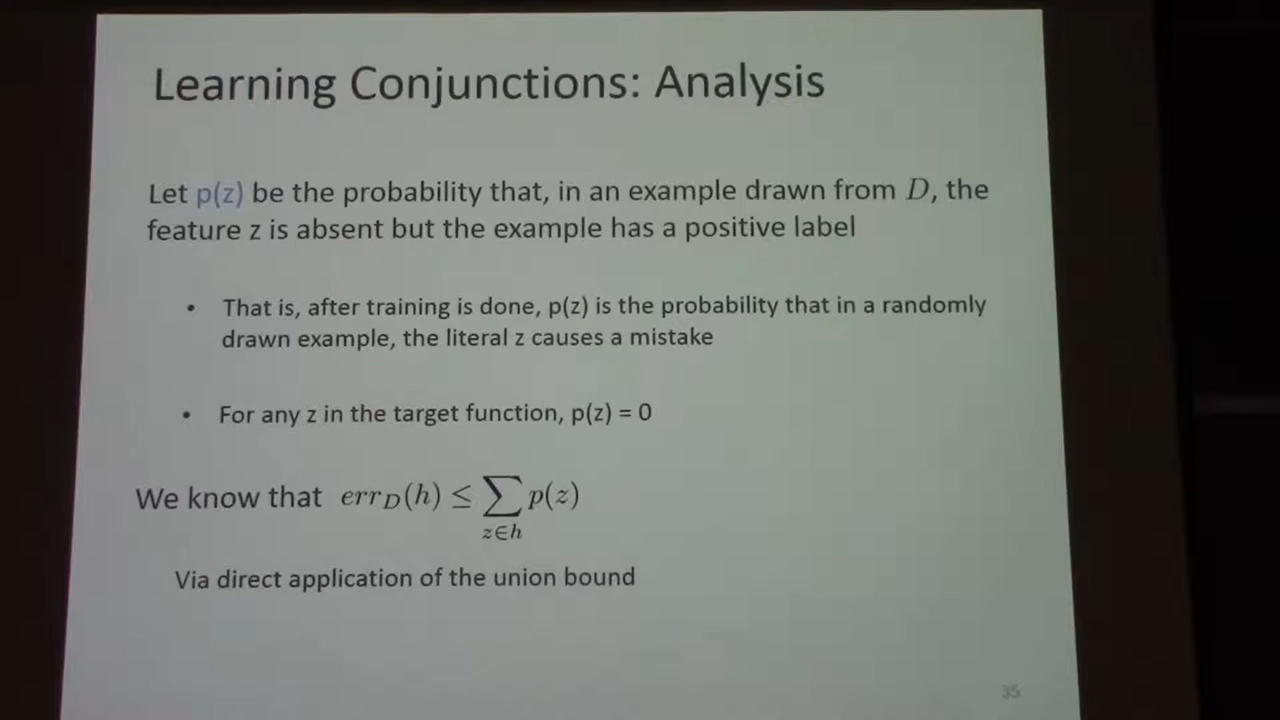 Learning Conjunctions: Analysis
Let p(z) be the probability that, in an example drawn from D, the
feature z is absent but the example has a positive label
• That is, after training is done, p(z) is the probability that in a randomly
drawn example, the literal z causes a mistake
• For any z in the target function, p(z) = 0
We know that err_D(h) ≤ ∑_{z∈h} p(z)
Via direct application of the union bound
35